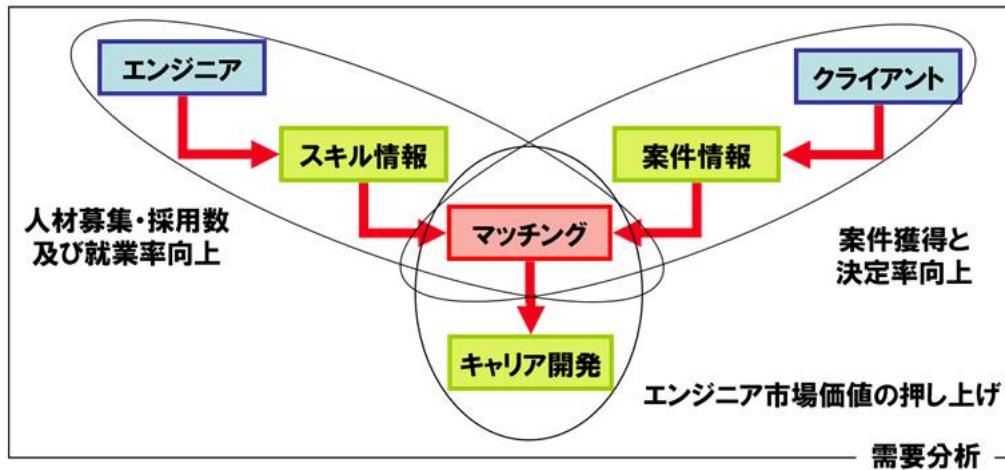 エンジニア
クライアント
スキル情報
案件情報
人材募集・採用数
及び就業率向上
マッチング
案件獲得と
決定率向上
キャリア開発
エンジニア市場価値の押し上げ
需要分析